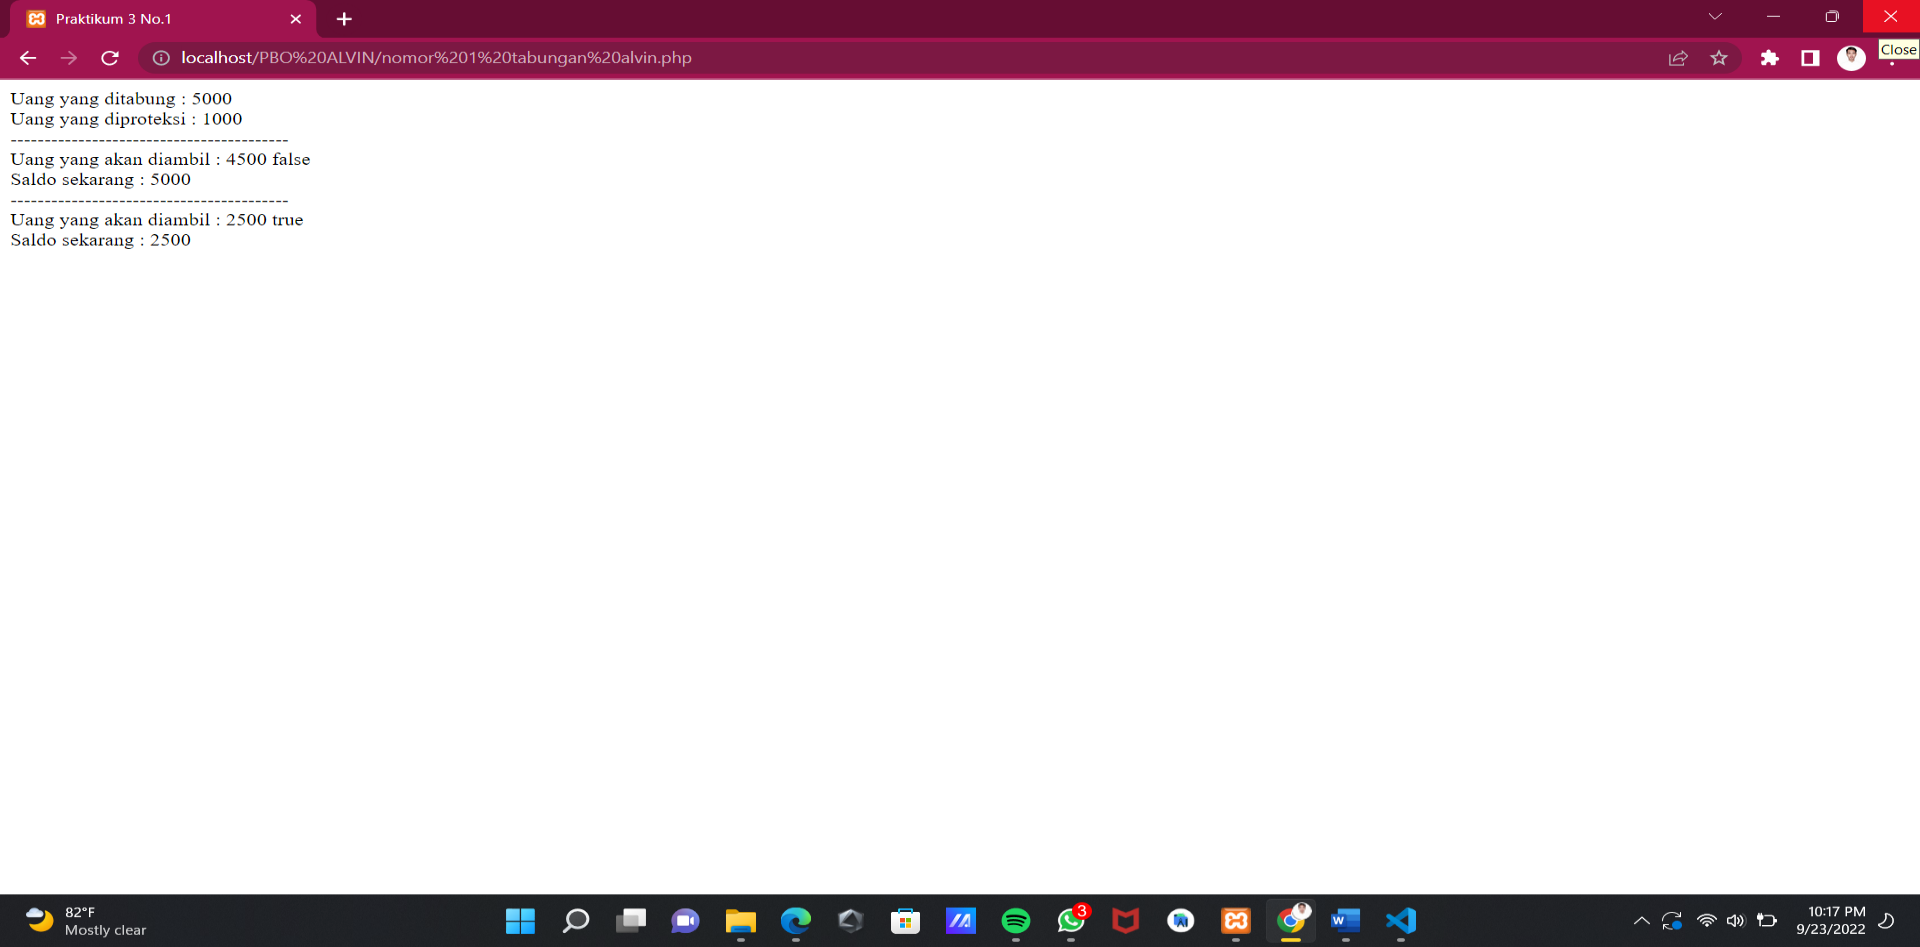 Praktikum 3 No.1
localhost/PBO%20ALVIN/nomor%201%20tabungan%20alvin.php
Close
Uang yang ditabung : 5000
Uang yang diproteksi : 1000
-----------------------------------------
Uang yang akan diambil : 4500 false
Saldo sekarang : 5000
-----------------------------------------
Uang yang akan diambil : 2500 true
Saldo sekarang : 2500
82°F
Mostly clear
3
10:17 PM
9/23/2022